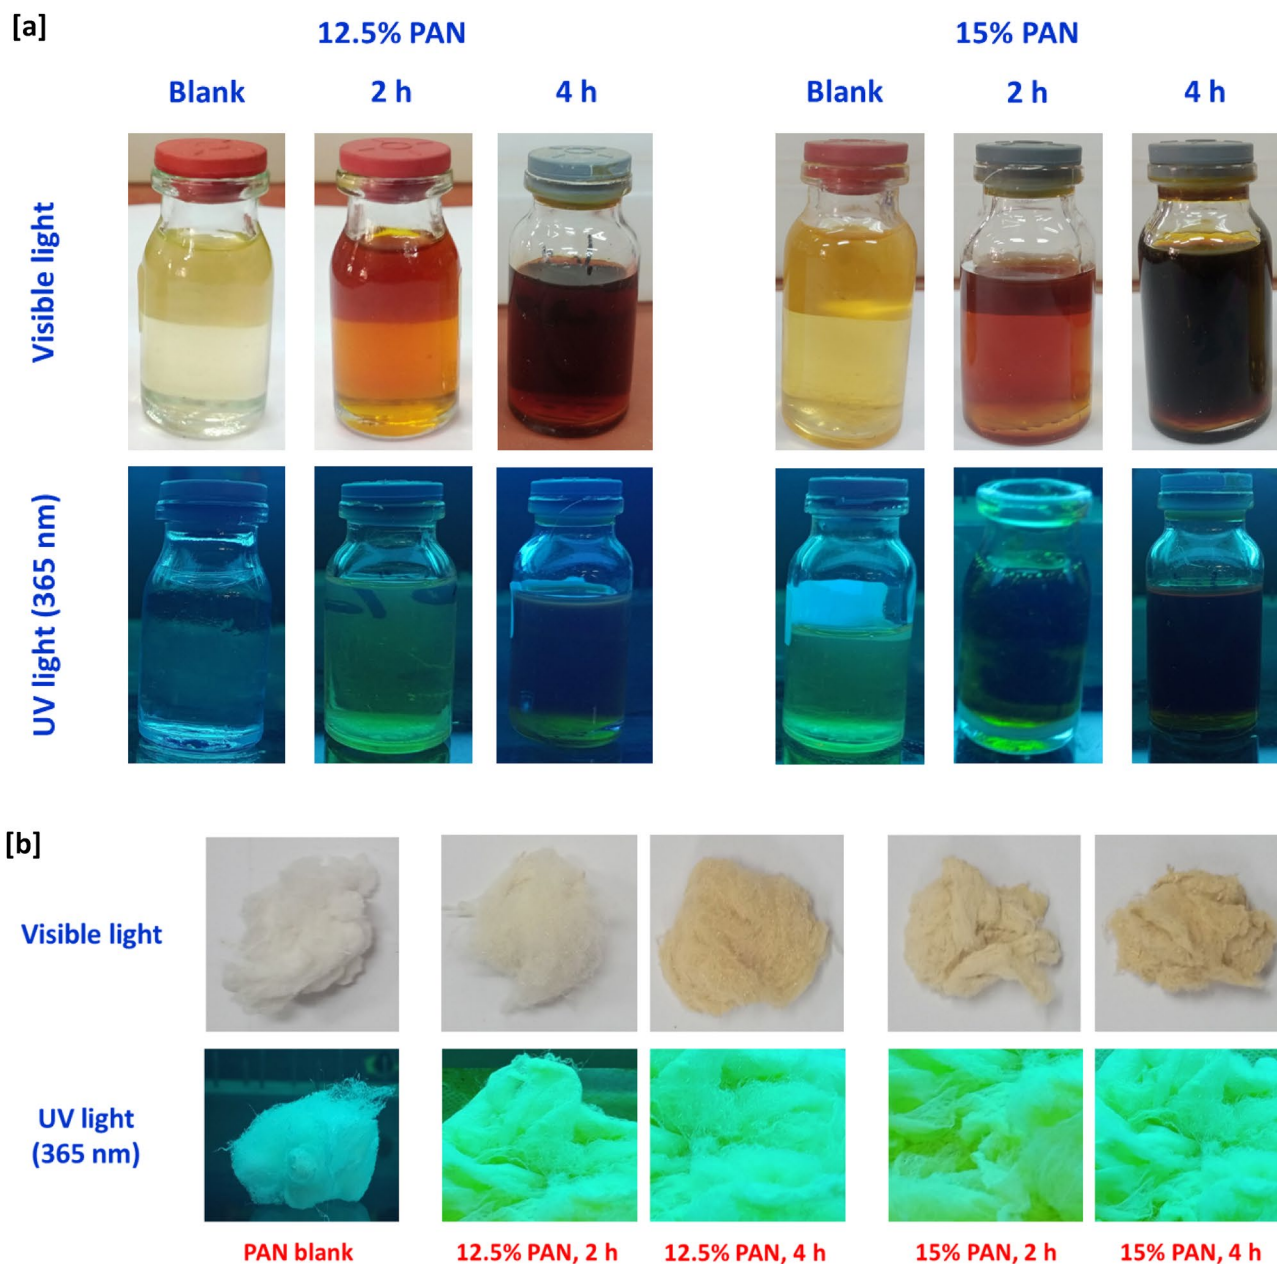 [a]
12.5% PAN
15% PAN
Blank
2 h
4 h
Blank
2 h
4 h
Visible light
UV light (365 nm)
[b]
Visible light
UV light
(365 nm)
PAN blank
12.5% PAN, 2 h
12.5% PAN, 4 h
15% PAN, 2 h
15% PAN, 4 h